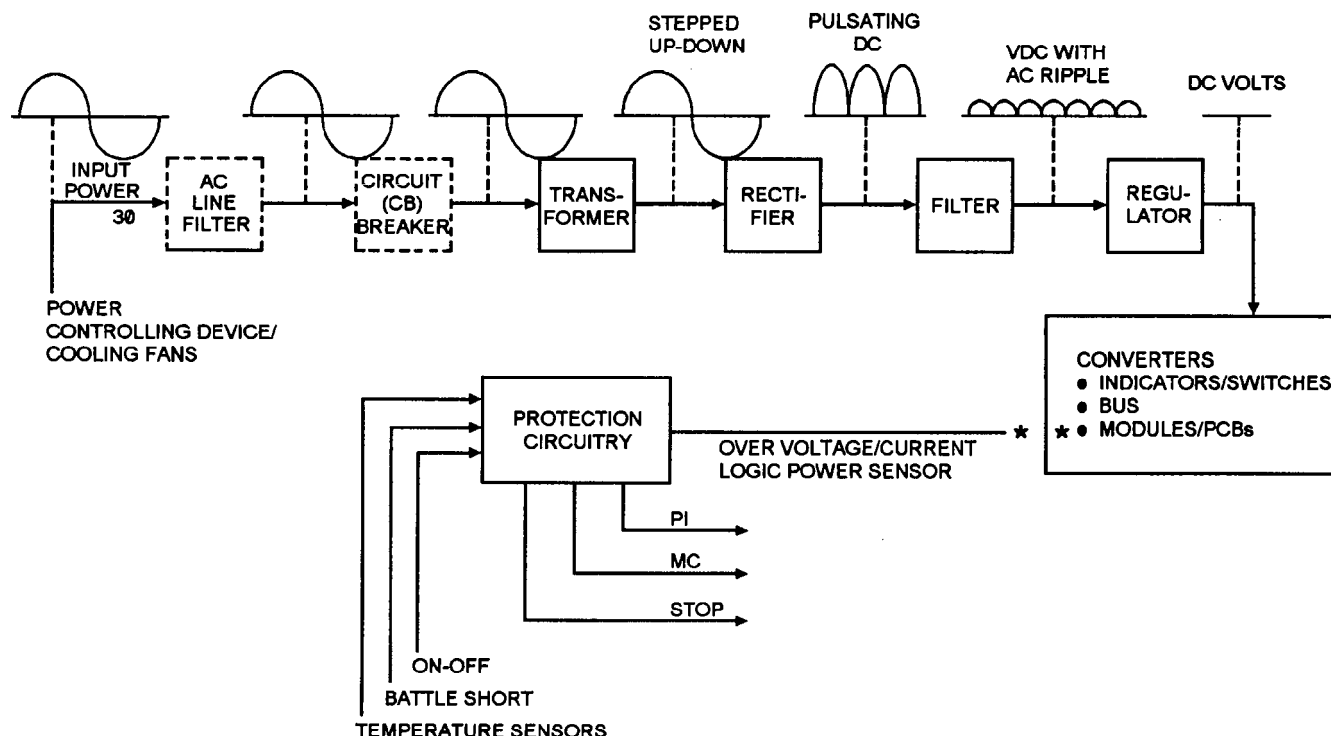 STEPPED
UP-DOWN
PULSATING
DC
VDC WITH
AC RIPPLE
DC VOLTS
INPUT
POWER
30
AC
LINE
FILTER
CIRCUIT
(CB)
BREAKER
TRANS-
FORMER
RECTI-
FIER
FILTER
REGU-
LATOR
POWER
CONTROLLING DEVICE/
COOLING FANS
CONVERTERS
● INDICATORS/SWITCHES
● BUS
● MODULES/PCBs
PROTECTION
CIRCUITRY
OVER VOLTAGE/CURRENT
LOGIC POWER SENSOR
* *
PI
MC
STOP
ON-OFF
BATTLE SHORT
TEMPERATURE SENSORS